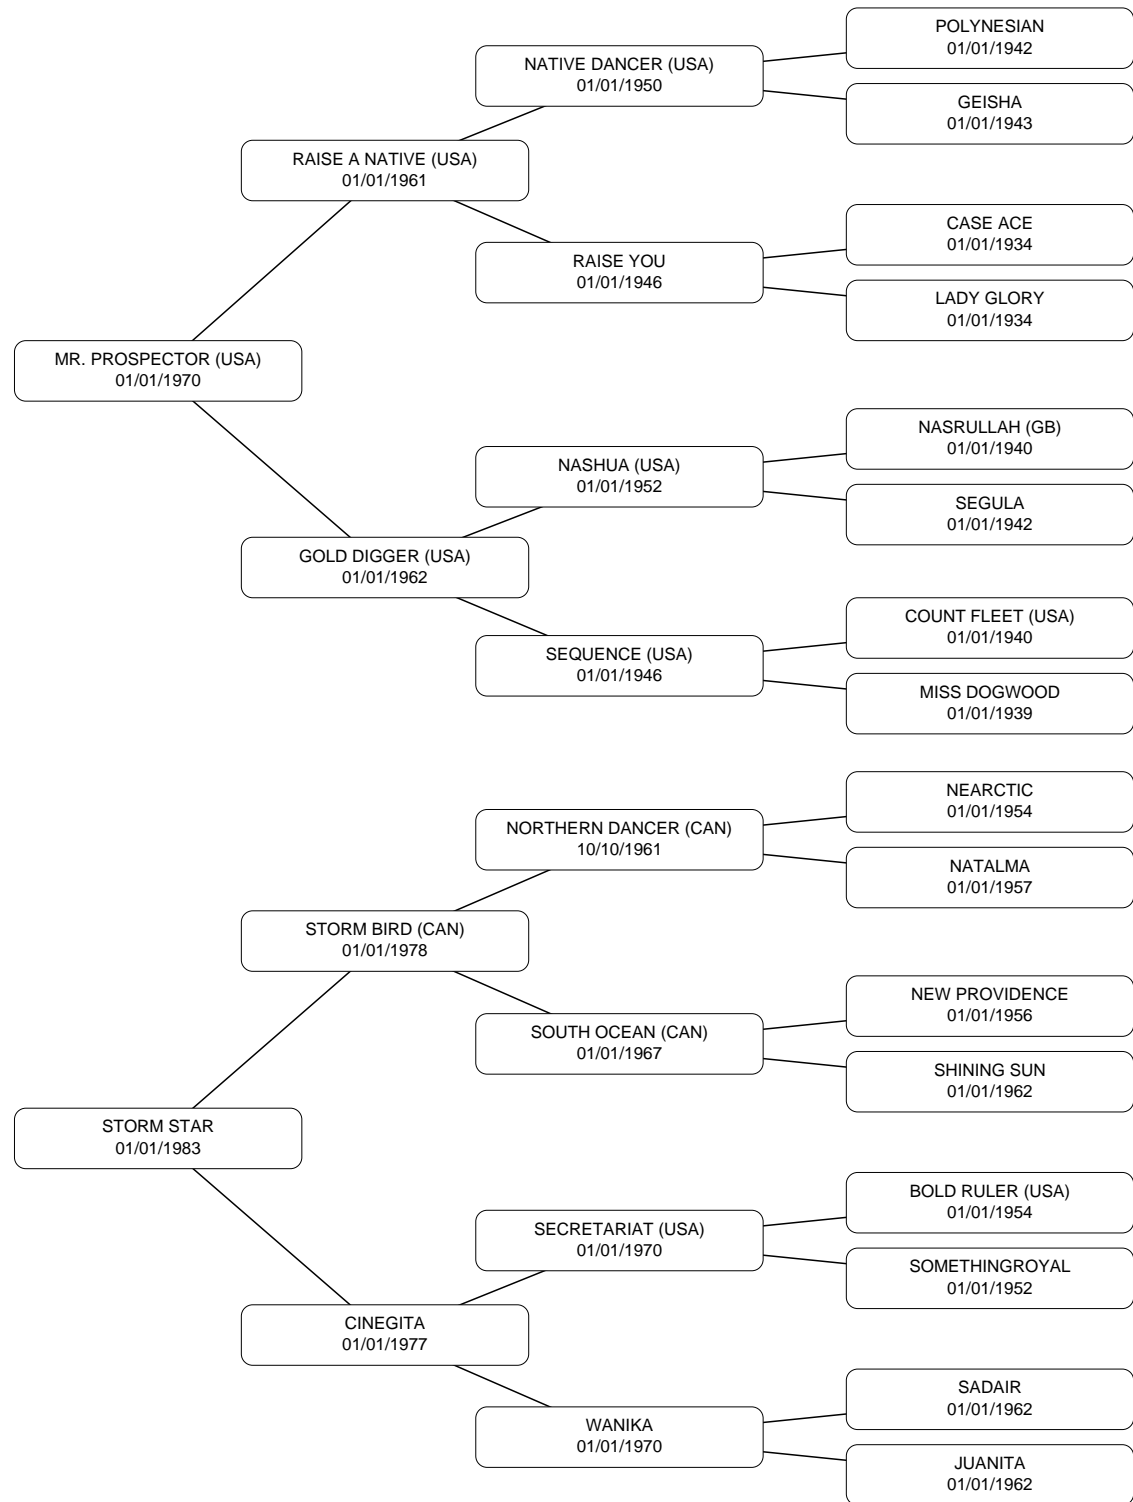 POLYNESIAN
01/01/1942
NATIVE DANCER (USA)
01/01/1950
GEISHA
01/01/1943
RAISE A NATIVE (USA)
01/01/1961
CASE ACE
01/01/1934
RAISE YOU
01/01/1946
LADY GLORY
01/01/1934
MR. PROSPECTOR (USA)
01/01/1970
NASRULLAH (GB)
01/01/1940
NASHUA (USA)
01/01/1952
SEGULA
01/01/1942
GOLD DIGGER (USA)
01/01/1962
COUNT FLEET (USA)
01/01/1940
SEQUENCE (USA)
01/01/1946
MISS DOGWOOD
01/01/1939
NEARCTIC
01/01/1954
NORTHERN DANCER (CAN)
10/10/1961
NATALMA
01/01/1957
STORM BIRD (CAN)
01/01/1978
NEW PROVIDENCE
01/01/1956
SOUTH OCEAN (CAN)
01/01/1967
SHINING SUN
01/01/1962
STORM STAR
01/01/1983
BOLD RULER (USA)
01/01/1954
SECRETARIAT (USA)
01/01/1970
SOMETHINGROYAL
01/01/1952
CINEGITA
01/01/1977
SADAIR
01/01/1962
WANIKA
01/01/1970
JUANITA
01/01/1962